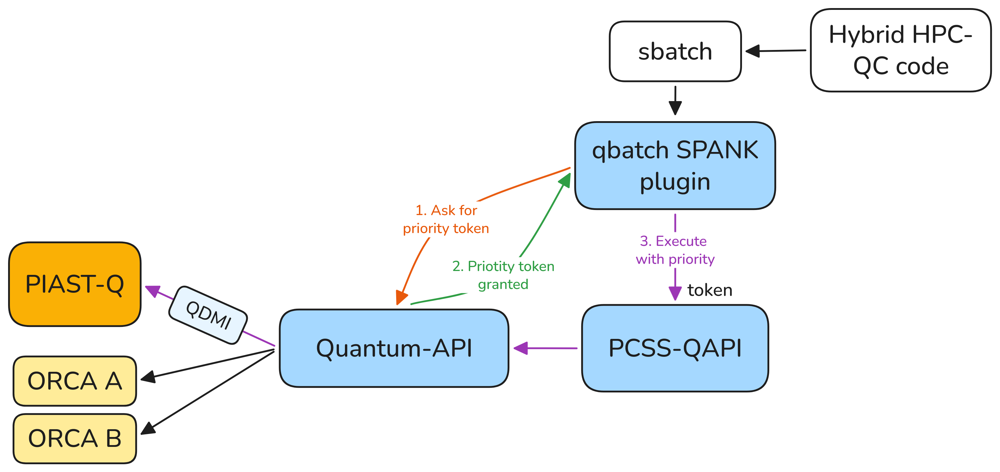 Hybrid HPC-
QC code
sbatch
qbatch SPANK
plugin
1. Ask for
priority token
2. Priotity token
granted
3. Execute
with priority
token
PIAST-Q
QDMI
Quantum-API
PCSS-QAPI
ORCA A
ORCA B